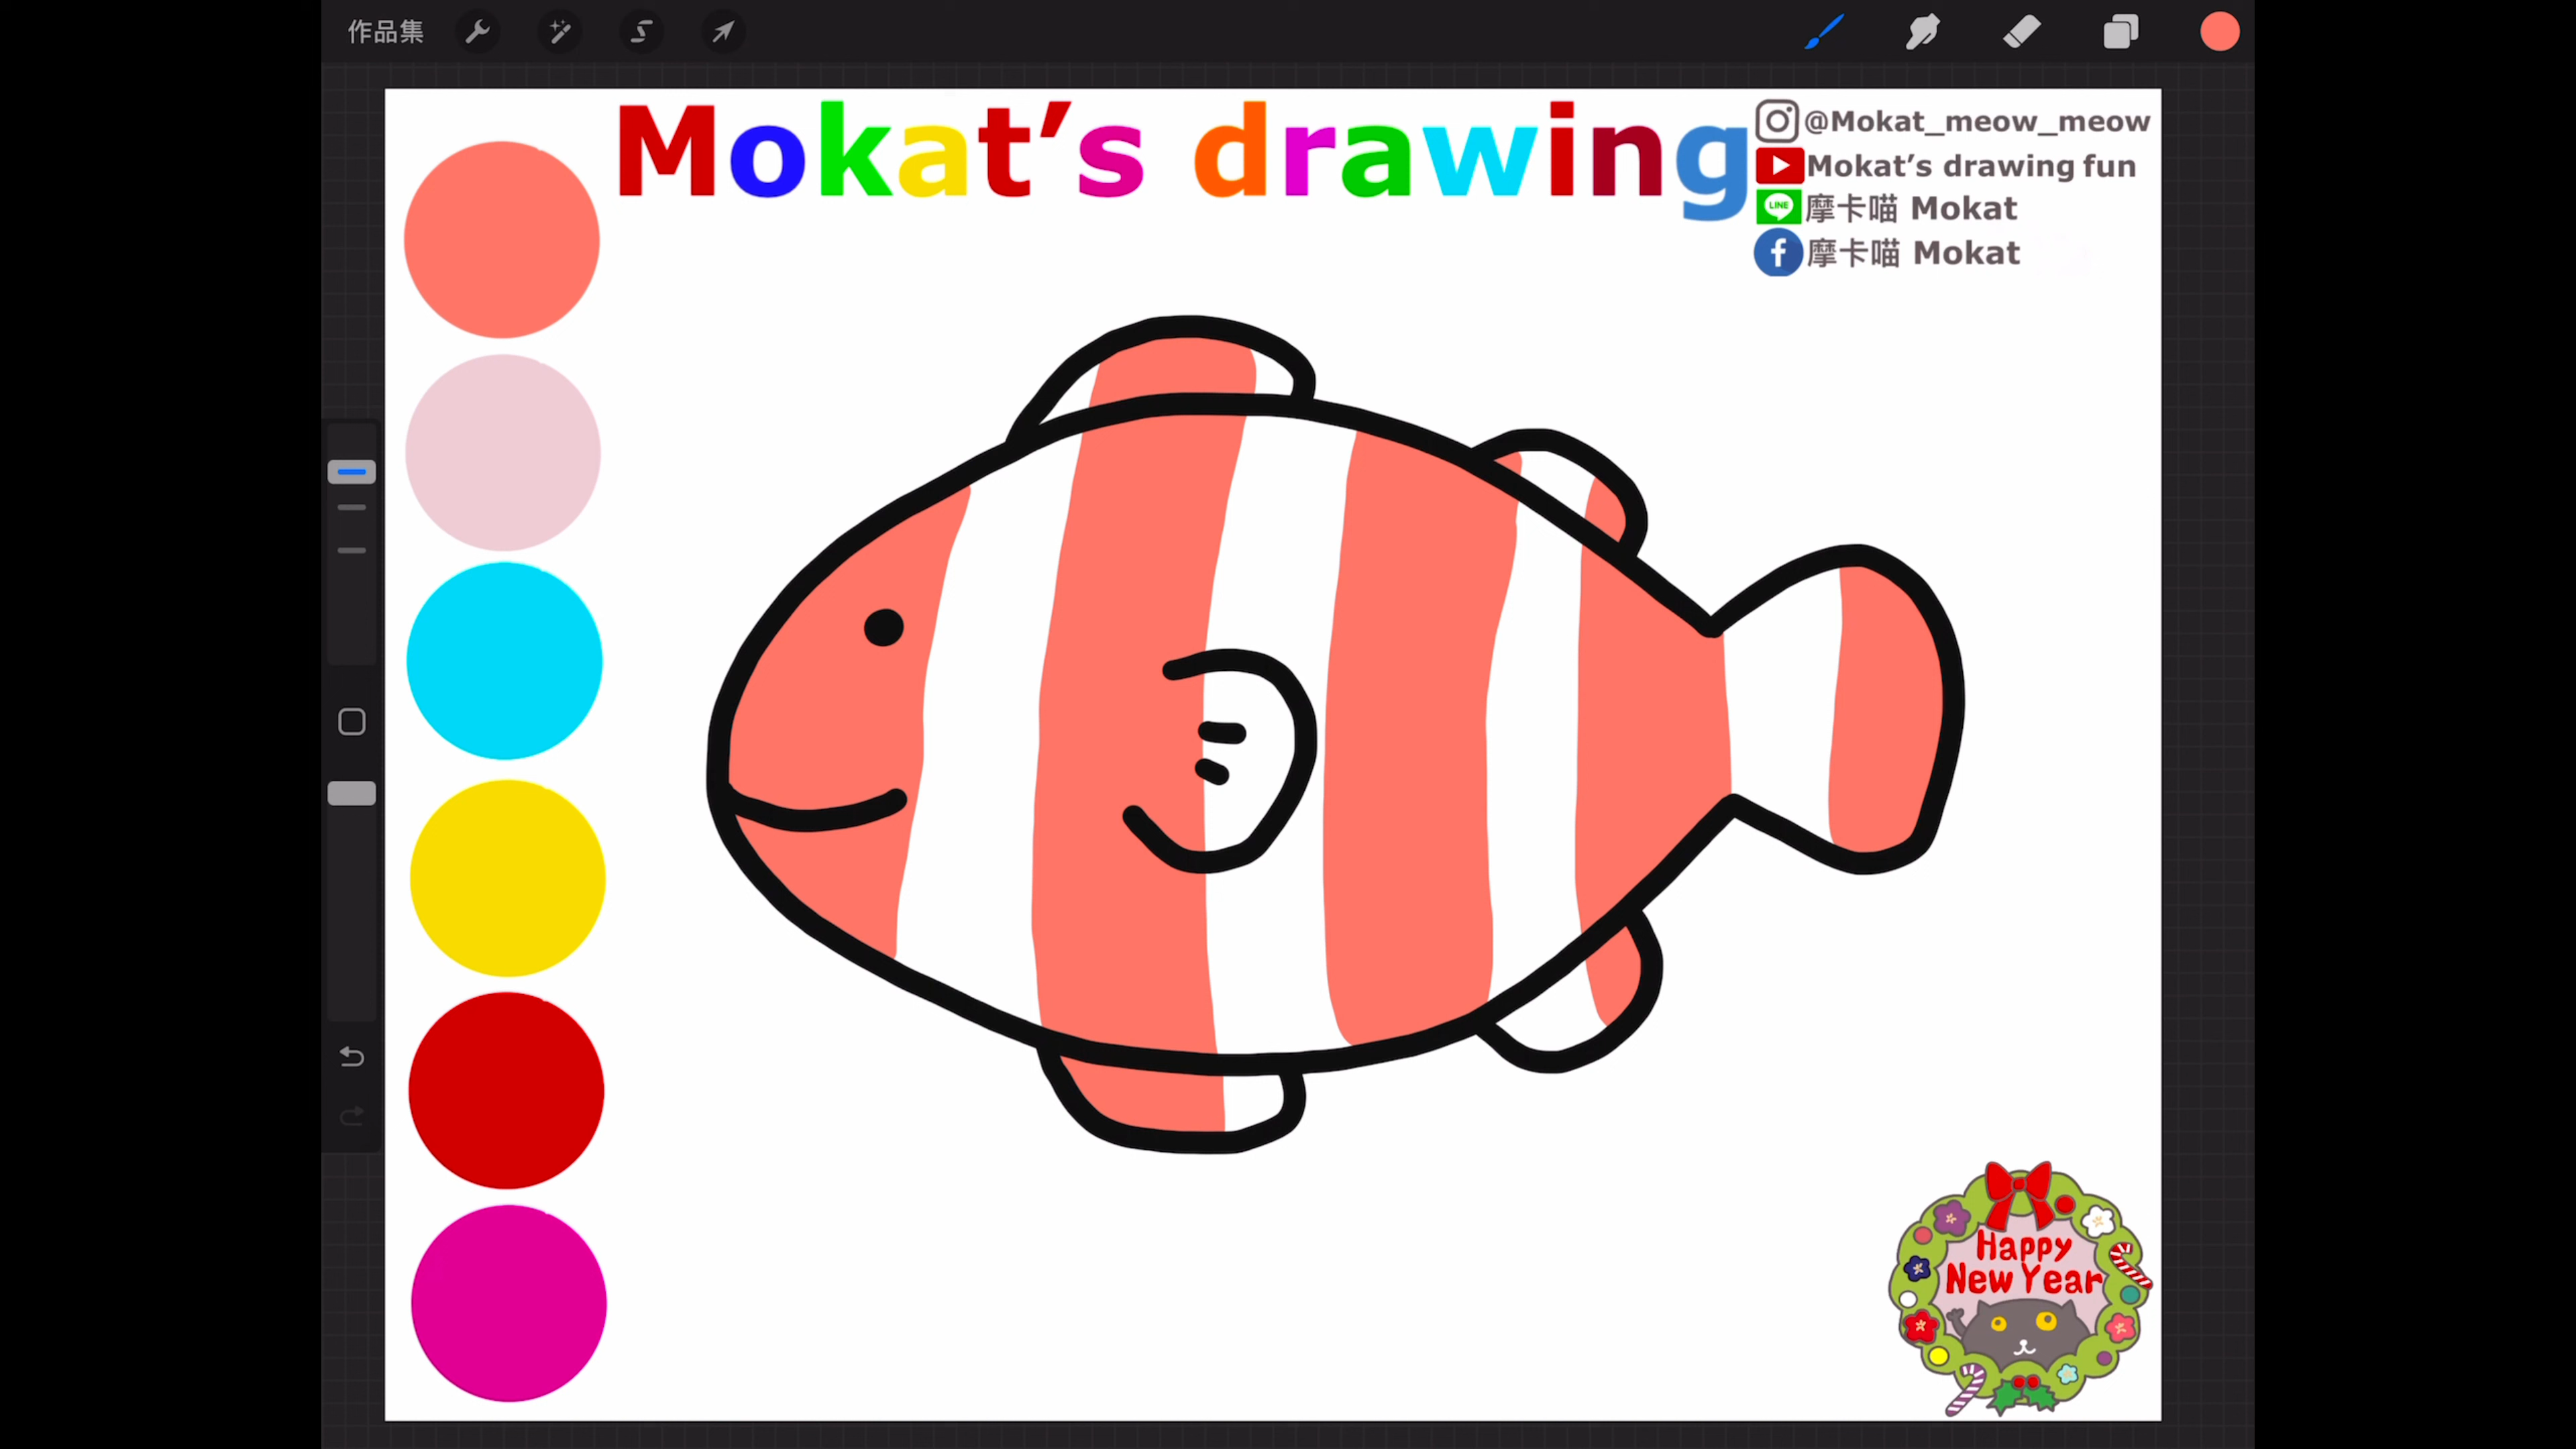 作品集
Mokat’s drawing
@Mokat_meow_meow
Mokat’s drawing fun
LINE
摩卡喵 Mokat
摩卡喵 Mokat
Happy
New Year